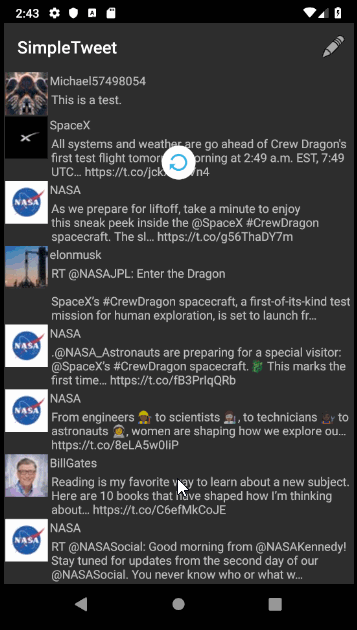 2:43
SimpleTweet
Michael57498054
This is a test.
SpaceX
All systems and weather are go ahead of Crew Dragon's
first test flight tomor orning at 2:49 a.m. EST, 7:49
UTC… https://t.co/jck n4
NASA
As we prepare for liftoff, take a minute to enjoy
this sneak peek inside the @SpaceX #CrewDragon
spacecraft. The sl… https://t.co/g56ThaDY7m
elonmusk
RT @NASAJPL: Enter the Dragon
SpaceX's #CrewDragon spacecraft, a first-of-its-kind test
mission for human exploration, is set to launch fr…
NASA
.@NASA_Astronauts are preparing for a special visitor:
@SpaceX's #CrewDragon spacecraft. 🐉 This marks the
first time… https://t.co/fB3PrIqQRb
NASA
From engineers 👷 to scientists 👩‍🔬, to technicians 👩‍🔧 to
astronauts 👩‍🚀, women are shaping how we explore ou…
https://t.co/8eLA5w0IiP
BillGates
Reading is my favorite way to learn about a new subject.
Here are 10 books that have shaped how I'm thinking
about… https://t.co/C6efMkCoJE
NASA
RT @NASASocial: Good morning from @NASAKennedy!
Stay tuned for updates from the second day of our
@NASASocial. You never know who or what w…